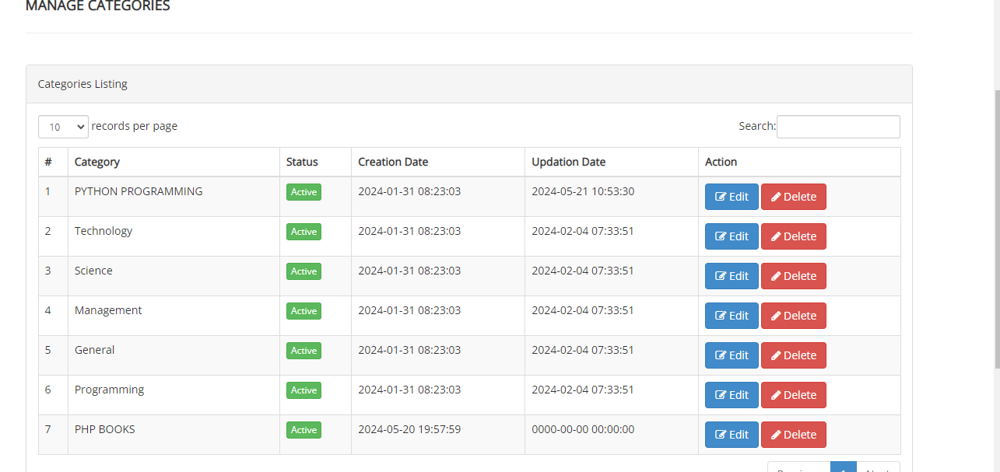 MANAGE CATEGORIES
Categories Listing
10 records per page Search:
# Category Status Creation Date Updation Date Action
1 PYTHON PROGRAMMING Active 2024-01-31 08:23:03 2024-05-21 10:53:30 Edit Delete
2 Technology Active 2024-01-31 08:23:03 2024-02-04 07:33:51 Edit Delete
3 Science Active 2024-01-31 08:23:03 2024-02-04 07:33:51 Edit Delete
4 Management Active 2024-01-31 08:23:03 2024-02-04 07:33:51 Edit Delete
5 General Active 2024-01-31 08:23:03 2024-02-04 07:33:51 Edit Delete
6 Programming Active 2024-01-31 08:23:03 2024-02-04 07:33:51 Edit Delete
7 PHP BOOKS Active 2024-05-20 19:57:59 0000-00-00 00:00:00 Edit Delete